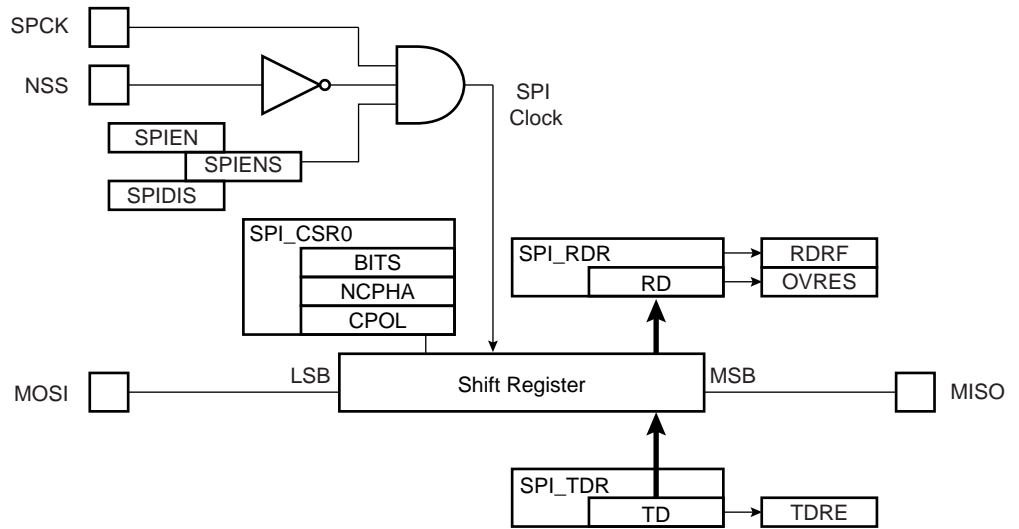 SPCK
NSS
SPI
Clock
SPIEN
SPIENS
SPIDIS
SPI_CSR0
BITS
NCPHA
CPOL
SPI_RDR
RD
RDRF
OVRES
MOSI
LSB
Shift Register
MSB
MISO
SPI_TDR
TD
TDRE